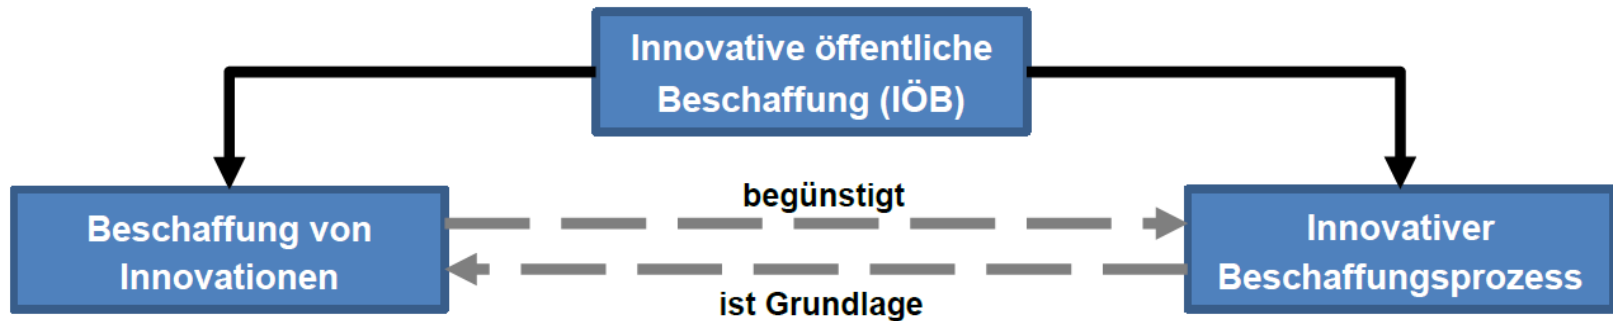 Innovative öffentliche
Beschaffung (IÖB)
begünstigt
Beschaffung von
Innovationen
Innovativer
Beschaffungsprozess
ist Grundlage